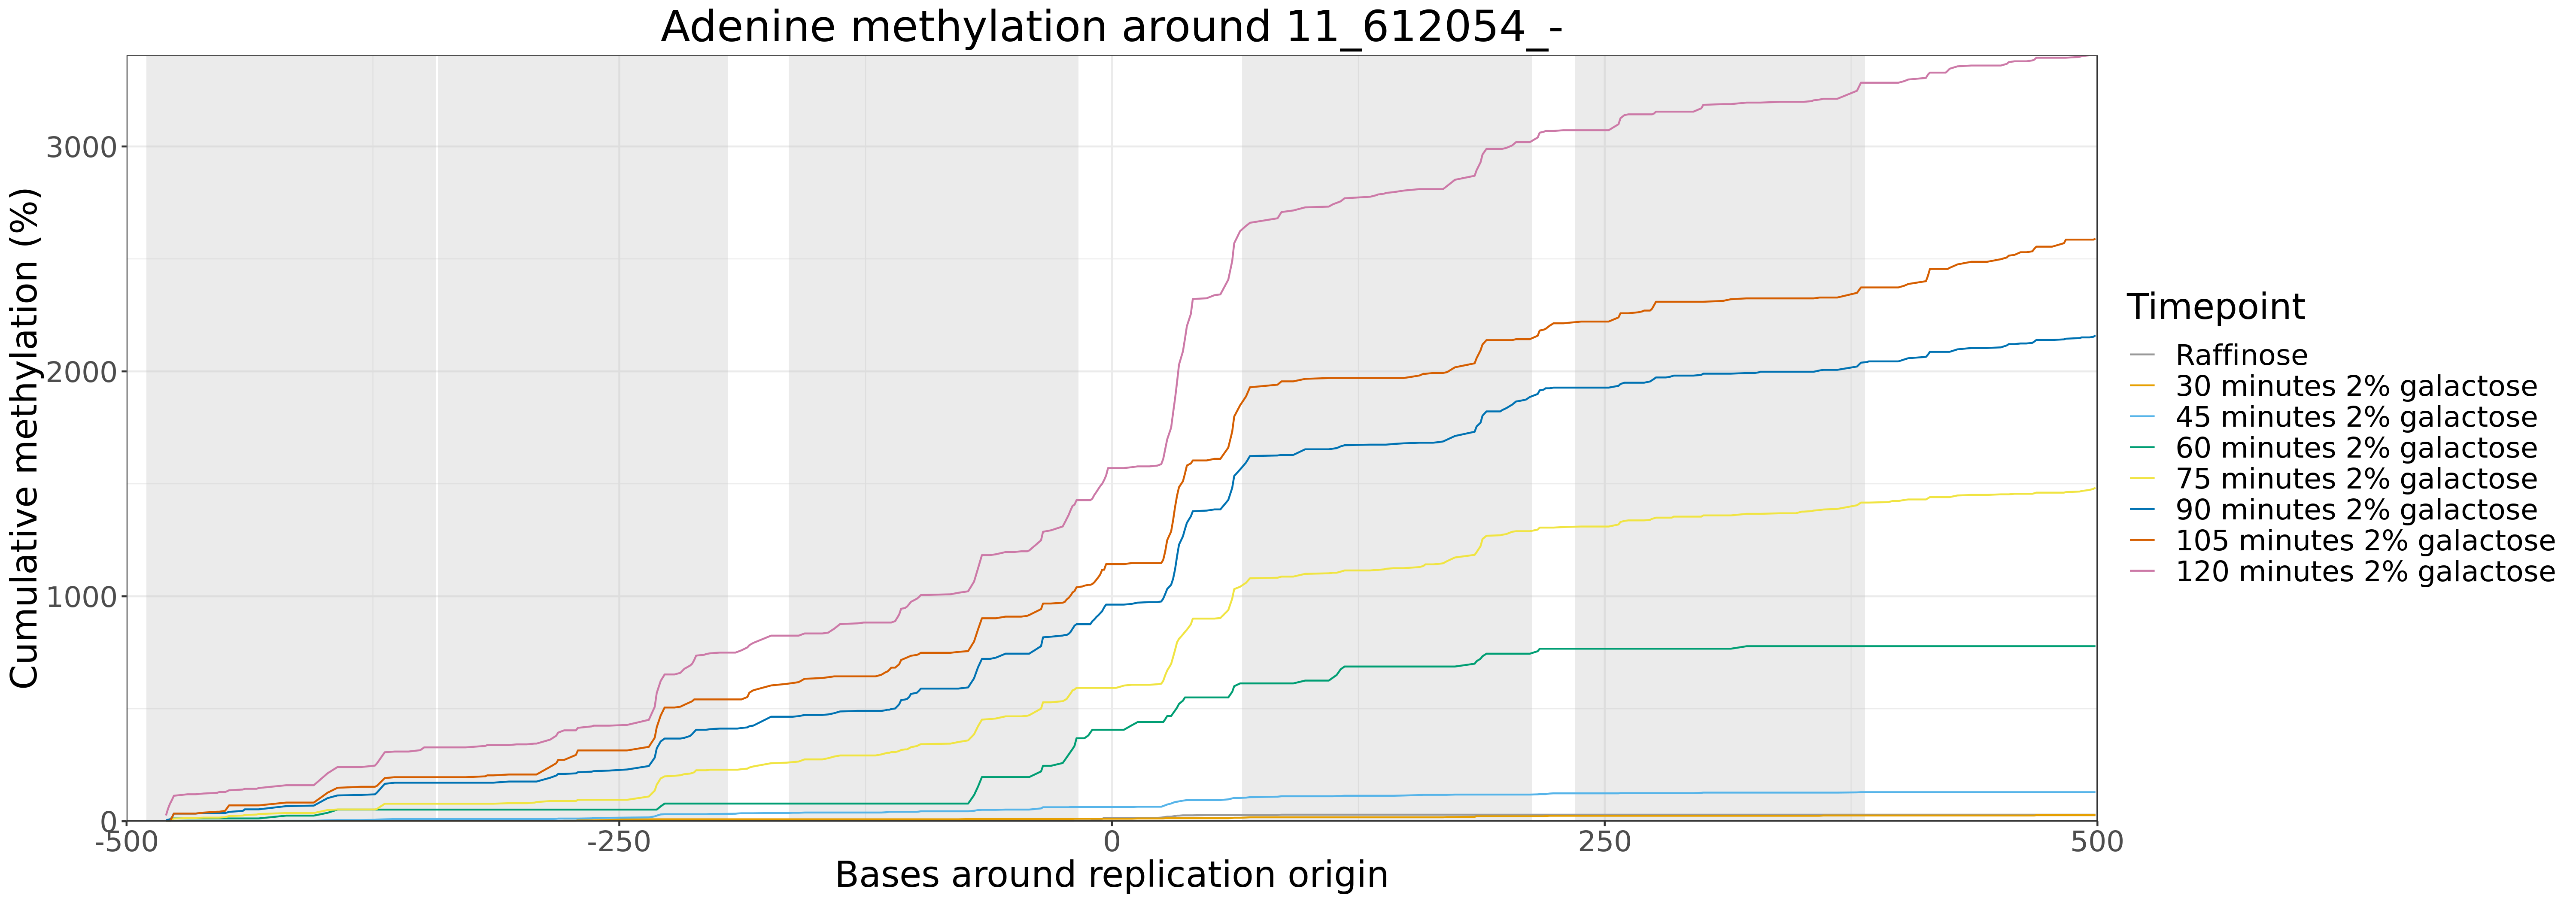 Adenine methylation around 11_612054_-
Cumulative methylation (%)
3000
2000
1000
0
-500
-250
0
250
500
Bases around replication origin
Timepoint
Raffinose
30 minutes 2% galactose
45 minutes 2% galactose
60 minutes 2% galactose
75 minutes 2% galactose
90 minutes 2% galactose
105 minutes 2% galactose
120 minutes 2% galactose